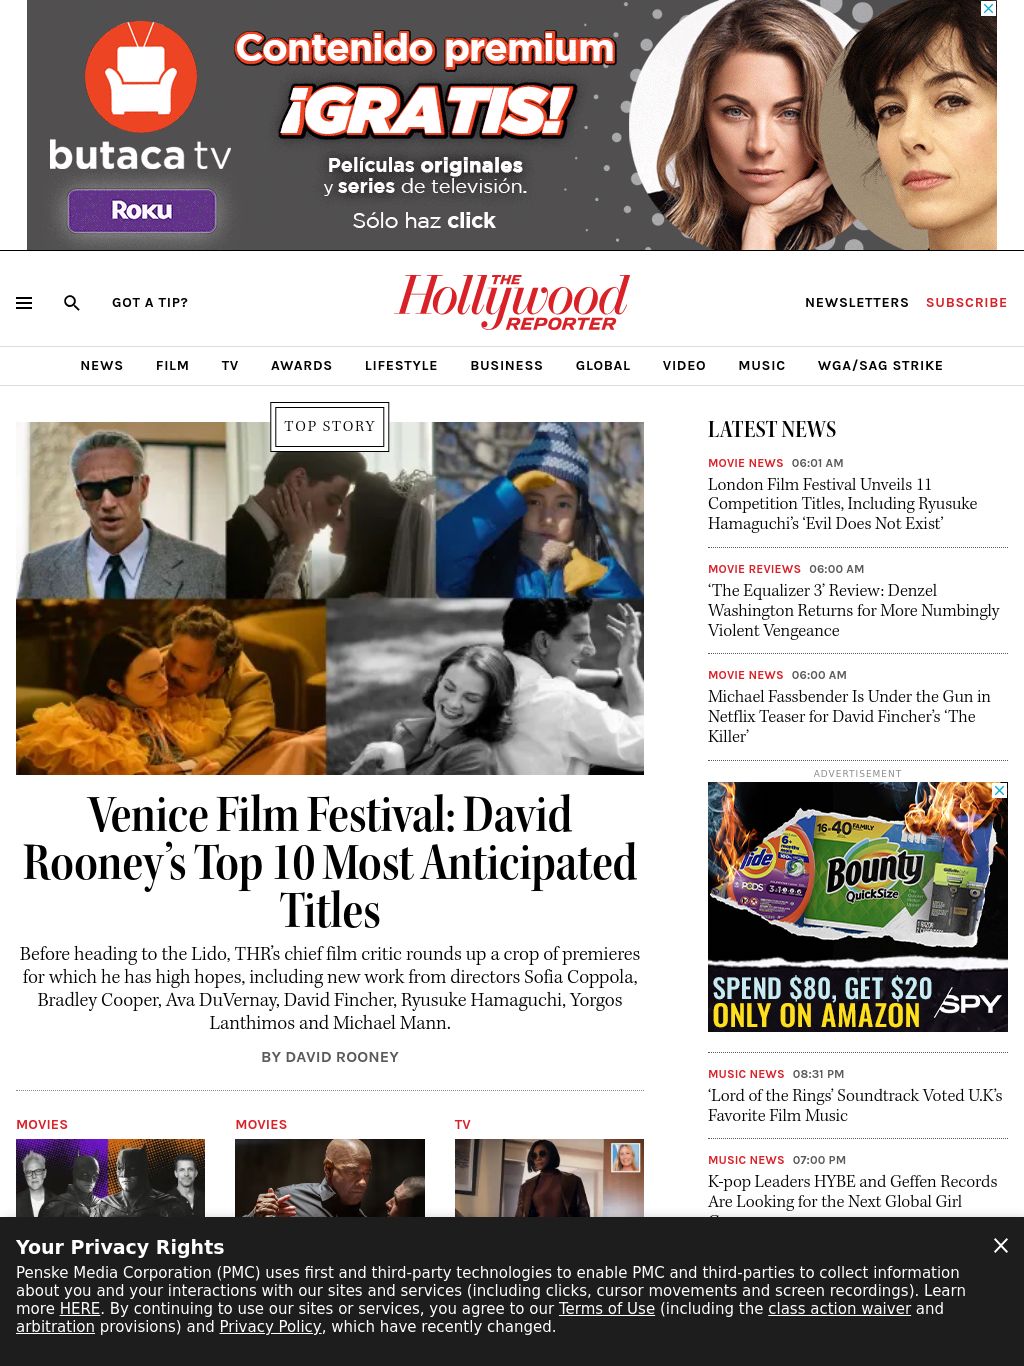 Contenido premium
¡GRATIS!
butaca tv
Películas originales
y series de televisión.
Roku
Sólo haz click
GOT A TIP?
THE
Hollywood
REPORTER
NEWSLETTERS
SUBSCRIBE
NEWS FILM TV AWARDS LIFESTYLE BUSINESS GLOBAL VIDEO MUSIC WGA/SAG STRIKE
TOP STORY
Venice Film Festival: David
Rooney’s Top 10 Most Anticipated
Titles
Before heading to the Lido, THR’s chief film critic rounds up a crop of premieres
for which he has high hopes, including new work from directors Sofia Coppola,
Bradley Cooper, Ava DuVernay, David Fincher, Ryusuke Hamaguchi, Yorgos
Lanthimos and Michael Mann.
BY DAVID ROONEY
MOVIES
MOVIES
TV
LATEST NEWS
MOVIE NEWS 06:01 AM
London Film Festival Unveils 11
Competition Titles, Including Ryusuke
Hamaguchi’s ‘Evil Does Not Exist’
MOVIE REVIEWS 06:00 AM
‘The Equalizer 3’ Review: Denzel
Washington Returns for More Numbingly
Violent Vengeance
MOVIE NEWS 06:00 AM
Michael Fassbender Is Under the Gun in
Netflix Teaser for David Fincher’s ‘The
Killer’
ADVERTISEMENT
16=40 FAMILY
6+
Tide
PODS
3in1
Bounty
QuickSize
SPEND $80, GET $20
ONLY ON AMAZON
SPY
MUSIC NEWS 08:31 PM
‘Lord of the Rings’ Soundtrack Voted U.K’s
Favorite Film Music
MUSIC NEWS 07:00 PM
K-pop Leaders HYBE and Geffen Records
Are Looking for the Next Global Girl
Your Privacy Rights
Penske Media Corporation (PMC) uses first and third-party technologies to enable PMC and third-parties to collect information
about you and your interactions with our sites and services (including clicks, cursor movements and screen recordings). Learn
more HERE. By continuing to use our sites or services, you agree to our Terms of Use (including the class action waiver and
arbitration provisions) and Privacy Policy, which have recently changed.